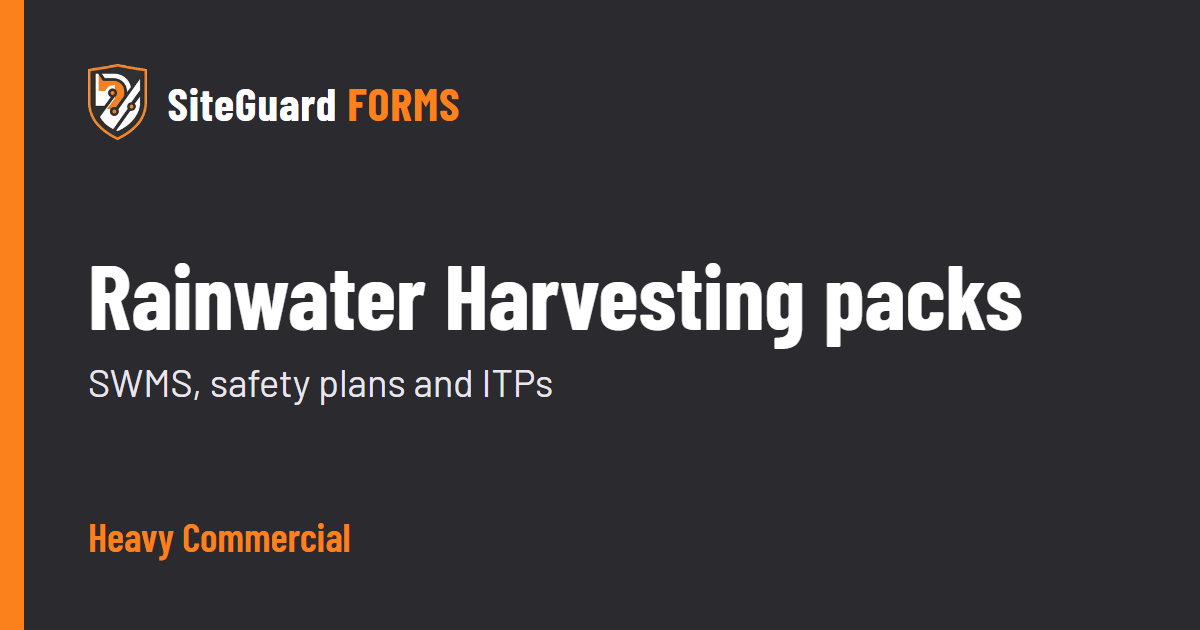 SiteGuard FORMS
Rainwater Harvesting packs
SWMS, safety plans and ITPs
Heavy Commercial